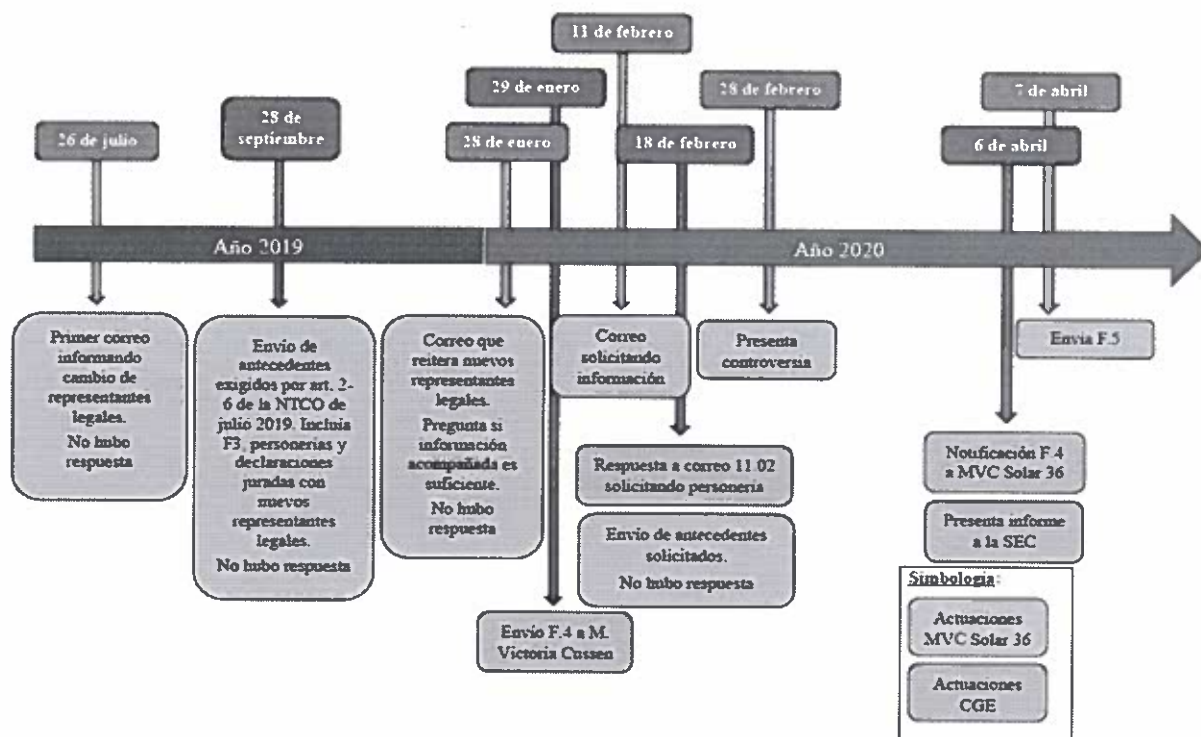 11 de febrero
29 de enero
28 de febrero
7 de abril
28 de
septiembre
26 de julio
28 de enero
18 de febrero
6 de abril
Año 2019
Año 2020
Primer correo
informando
cambio de
representantes
legales.
No hubo
respuesta
Envío de
antecedentes
exigidos por art. 2-
6 de la NTCO de
julio 2019. Incluía
F3, personerías y
declaraciones
juradas con
nuevos
representantes
legales.
No hubo respuesta
Correo que
reitera nuevos
representantes
legales.
Pregunta si
información
acompañada es
suficiente.
No hubo
respuesta
Correo
solicitando
información
Presenta
controversia
Envia F.5
Respuesta a correo 11.02
solicitando personería
Envío de antecedentes
solicitados.
No hubo respuesta
Notificación F.4
a MVC Solar 36
Presenta informe
a la SEC
Envío F.4 a M.
Victoria Cussen
Simbología:
Actuaciones
MVC Solar 36
Actuaciones
CGE